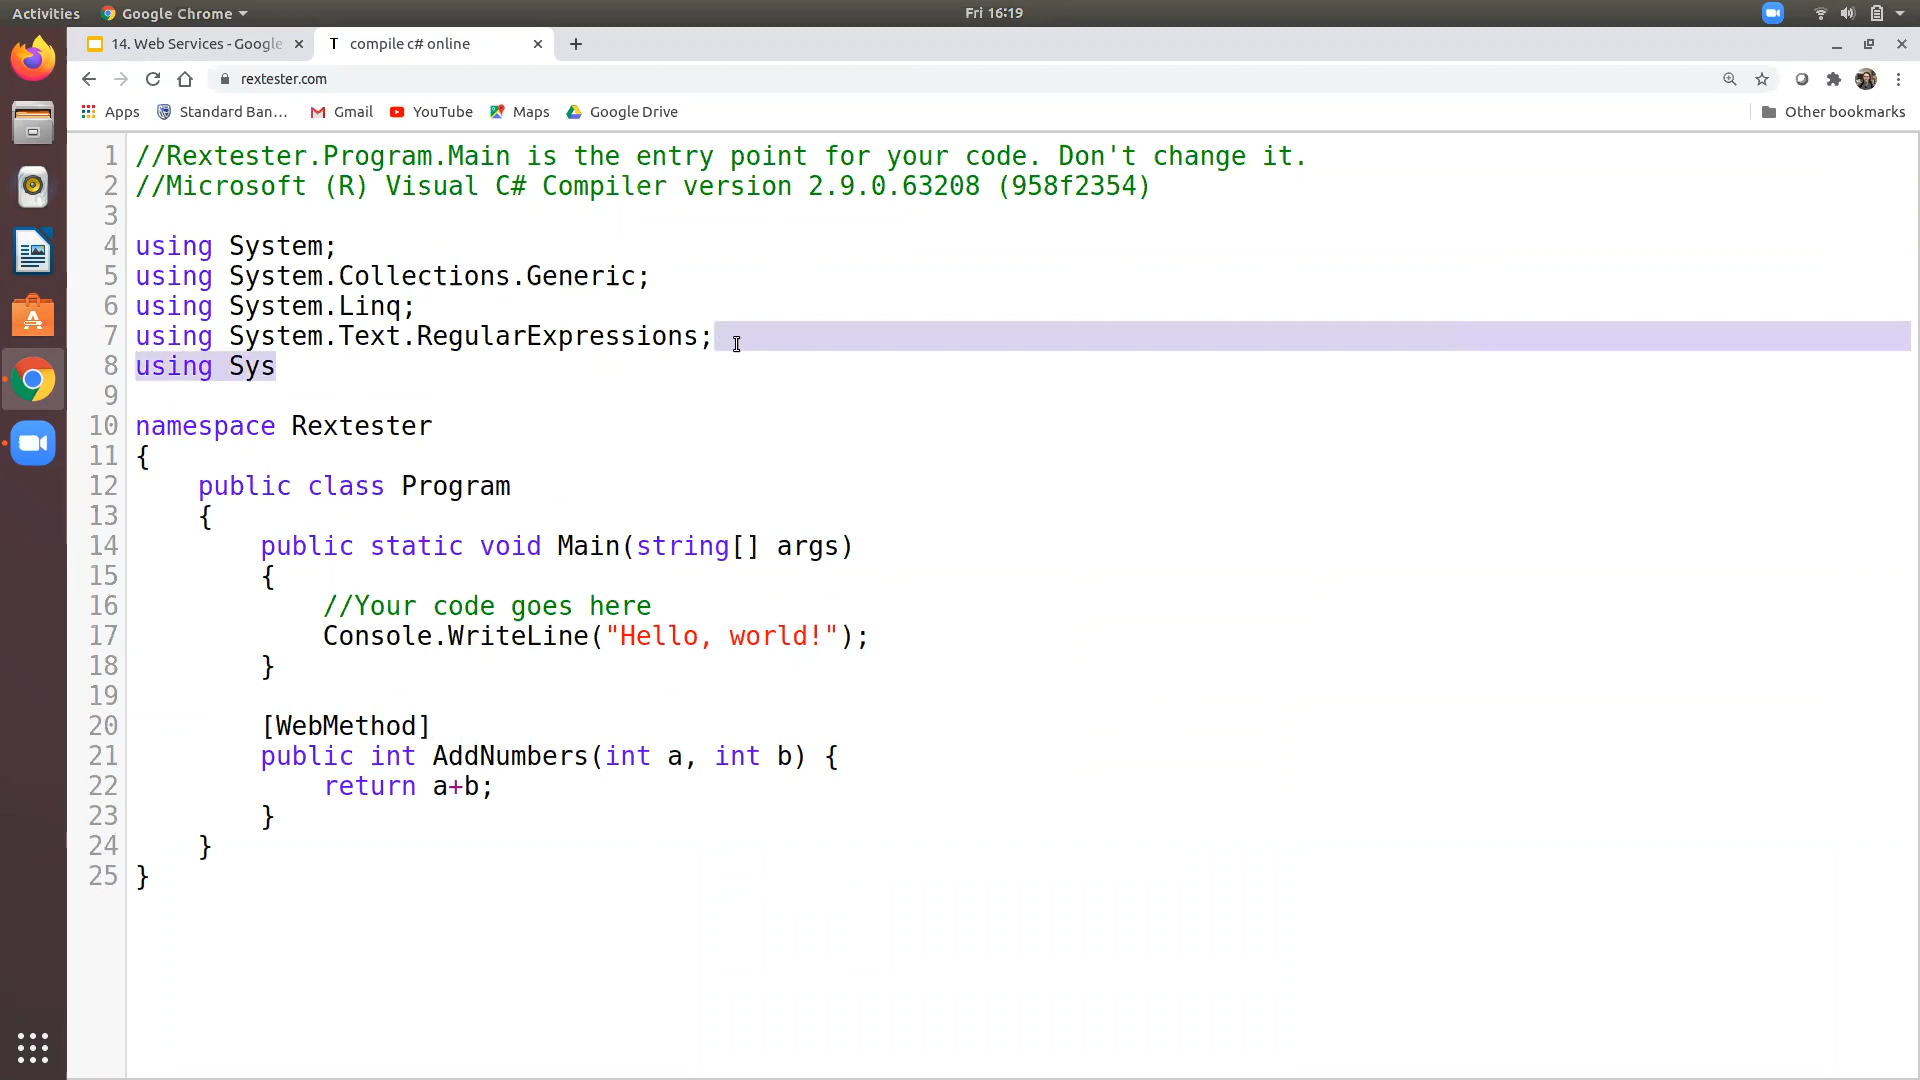 Activities Google Chrome Fri 16:19
14. Web Services - Google T compile c# online
rextester.com
Apps Standard Ban... Gmail YouTube Maps Google Drive Other bookmarks
1 //Rextester.Program.Main is the entry point for your code. Don't change it.
2 //Microsoft (R) Visual C# Compiler version 2.9.0.63208 (958f2354)
3
4 using System;
5 using System.Collections.Generic;
6 using System.Linq;
7 using System.Text.RegularExpressions;
8 using Sys
9
10 namespace Rextester
11 {
12 public class Program
13 {
14 public static void Main(string[] args)
15 {
16 //Your code goes here
17 Console.WriteLine("Hello, world!");
18 }
19
20 [WebMethod]
21 public int AddNumbers(int a, int b) {
22 return a+b;
23 }
24 }
25 }